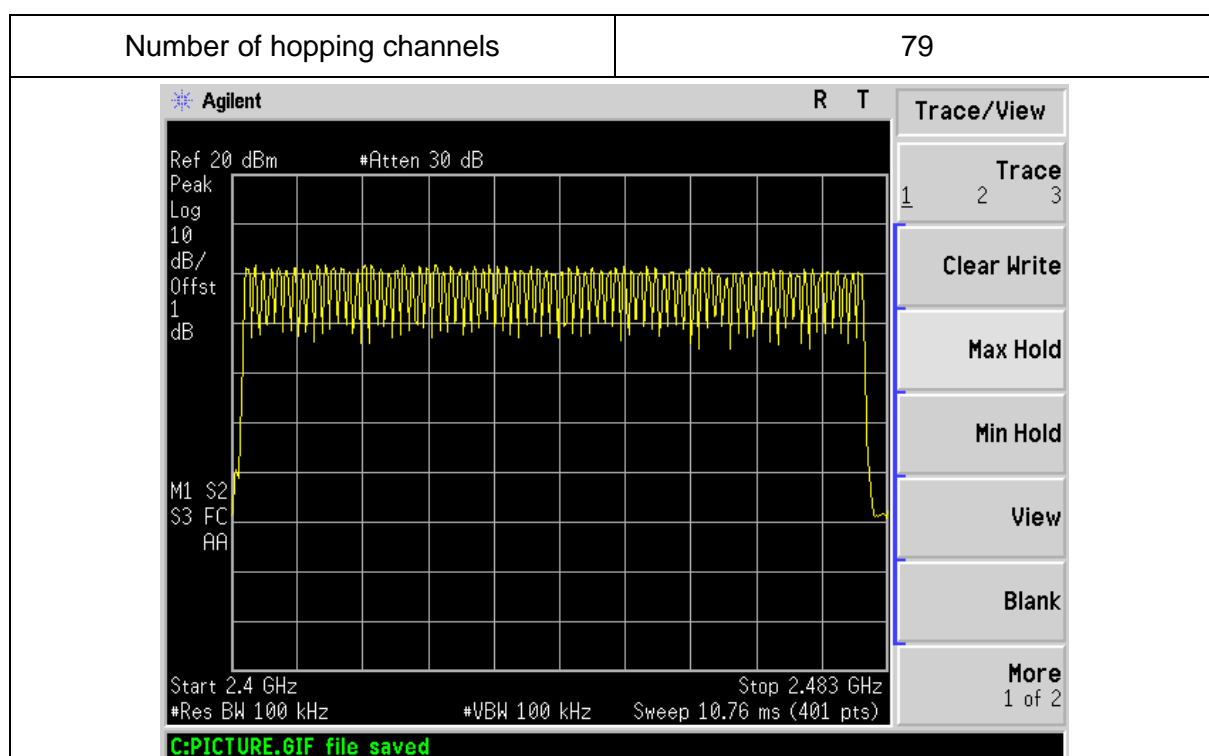 Number of hopping channels 79
Agilent R T
Trace/View
Ref 20 dBm #Atten 30 dB
Peak
Log
10
dB/
Offst
1
dB
M1 S2
S3 FC
AA
Start 2.4 GHz Stop 2.483 GHz
#Res BW 100 kHz #VBW 100 kHz Sweep 10.76 ms (401 pts)
C:PICTURE.GIF file saved
Trace
1 2 3
Clear Write
Max Hold
Min Hold
View
Blank
More
1 of 2